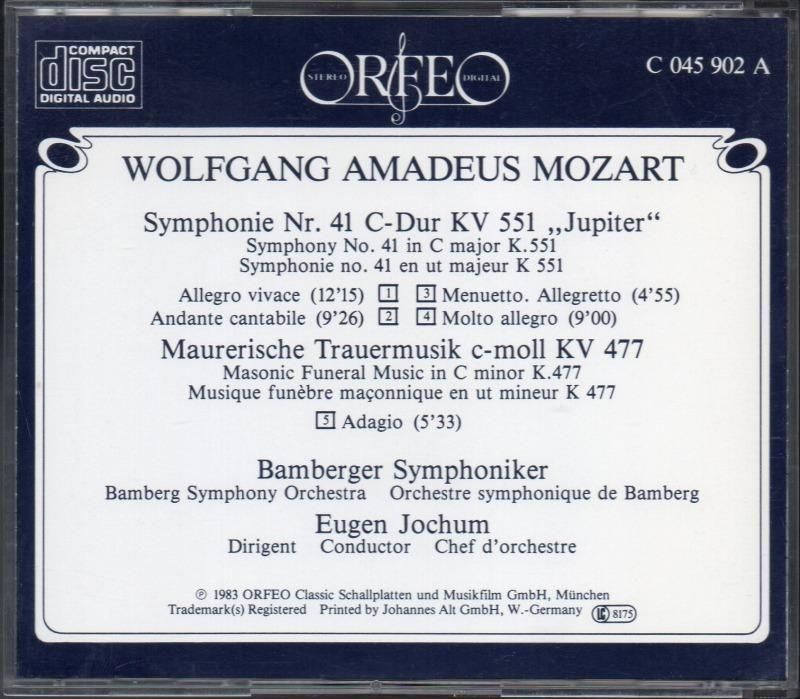 COMPACT
disc
DIGITAL AUDIO
STEREO ORFEO DIGITAL
C 045 902 A
WOLFGANG AMADEUS MOZART
Symphonie Nr. 41 C-Dur KV 551 „Jupiter“
Symphony No. 41 in C major K.551
Symphonie no. 41 en ut majeur K 551
Allegro vivace (12'15) 1 3 Menuetto. Allegretto (4'55)
Andante cantabile (9'26) 2 4 Molto allegro (9'00)
Maurerische Trauermusik c-moll KV 477
Masonic Funeral Music in C minor K.477
Musique funèbre maçonnique en ut mineur K 477
5 Adagio (5'33)
Bamberger Symphoniker
Bamberg Symphony Orchestra Orchestre symphonique de Bamberg
Eugen Jochum
Dirigent Conductor Chef d'orchestre
℗ 1983 ORFEO Classic Schallplatten und Musikfilm GmbH, München
Trademark(s) Registered Printed by Johannes Alt GmbH, W.-Germany LC 8175